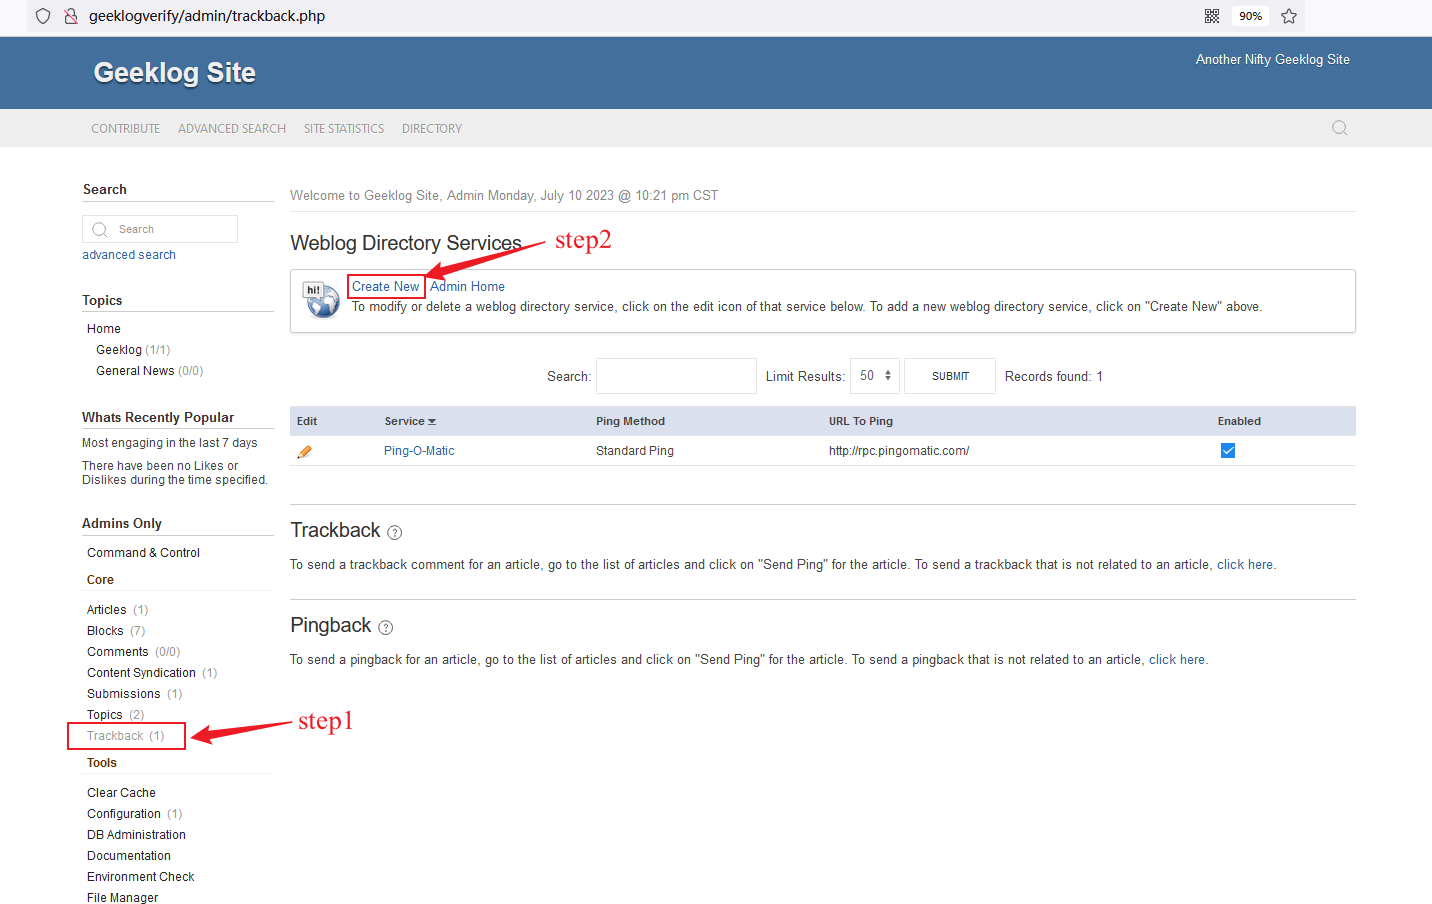 geeklogverify/admin/trackback.php
90%
Geeklog Site
Another Nifty Geeklog Site
CONTRIBUTE ADVANCED SEARCH SITE STATISTICS DIRECTORY
Search
Search
advanced search
Topics
Home
Geeklog (1/1)
General News (0/0)
Whats Recently Popular
Most engaging in the last 7 days
There have been no Likes or
Dislikes during the time specified.
Admins Only
Command & Control
Core
Articles (1)
Blocks (7)
Comments (0/0)
Content Syndication (1)
Submissions (1)
Topics (2)
Trackback (1)
step1
Tools
Clear Cache
Configuration (1)
DB Administration
Documentation
Environment Check
File Manager
Welcome to Geeklog Site, Admin Monday, July 10 2023 @ 10:21 pm CST
Weblog Directory Services
step2
hi!
Create New Admin Home
To modify or delete a weblog directory service, click on the edit icon of that service below. To add a new weblog directory service, click on "Create New" above.
Search: Limit Results: 50 SUBMIT Records found: 1
Edit Service Ping Method URL To Ping Enabled
Ping-O-Matic Standard Ping http://rpc.pingomatic.com/
Trackback ?
To send a trackback comment for an article, go to the list of articles and click on "Send Ping" for the article. To send a trackback that is not related to an article, click here.
Pingback ?
To send a pingback for an article, go to the list of articles and click on "Send Ping" for the article. To send a pingback that is not related to an article, click here.